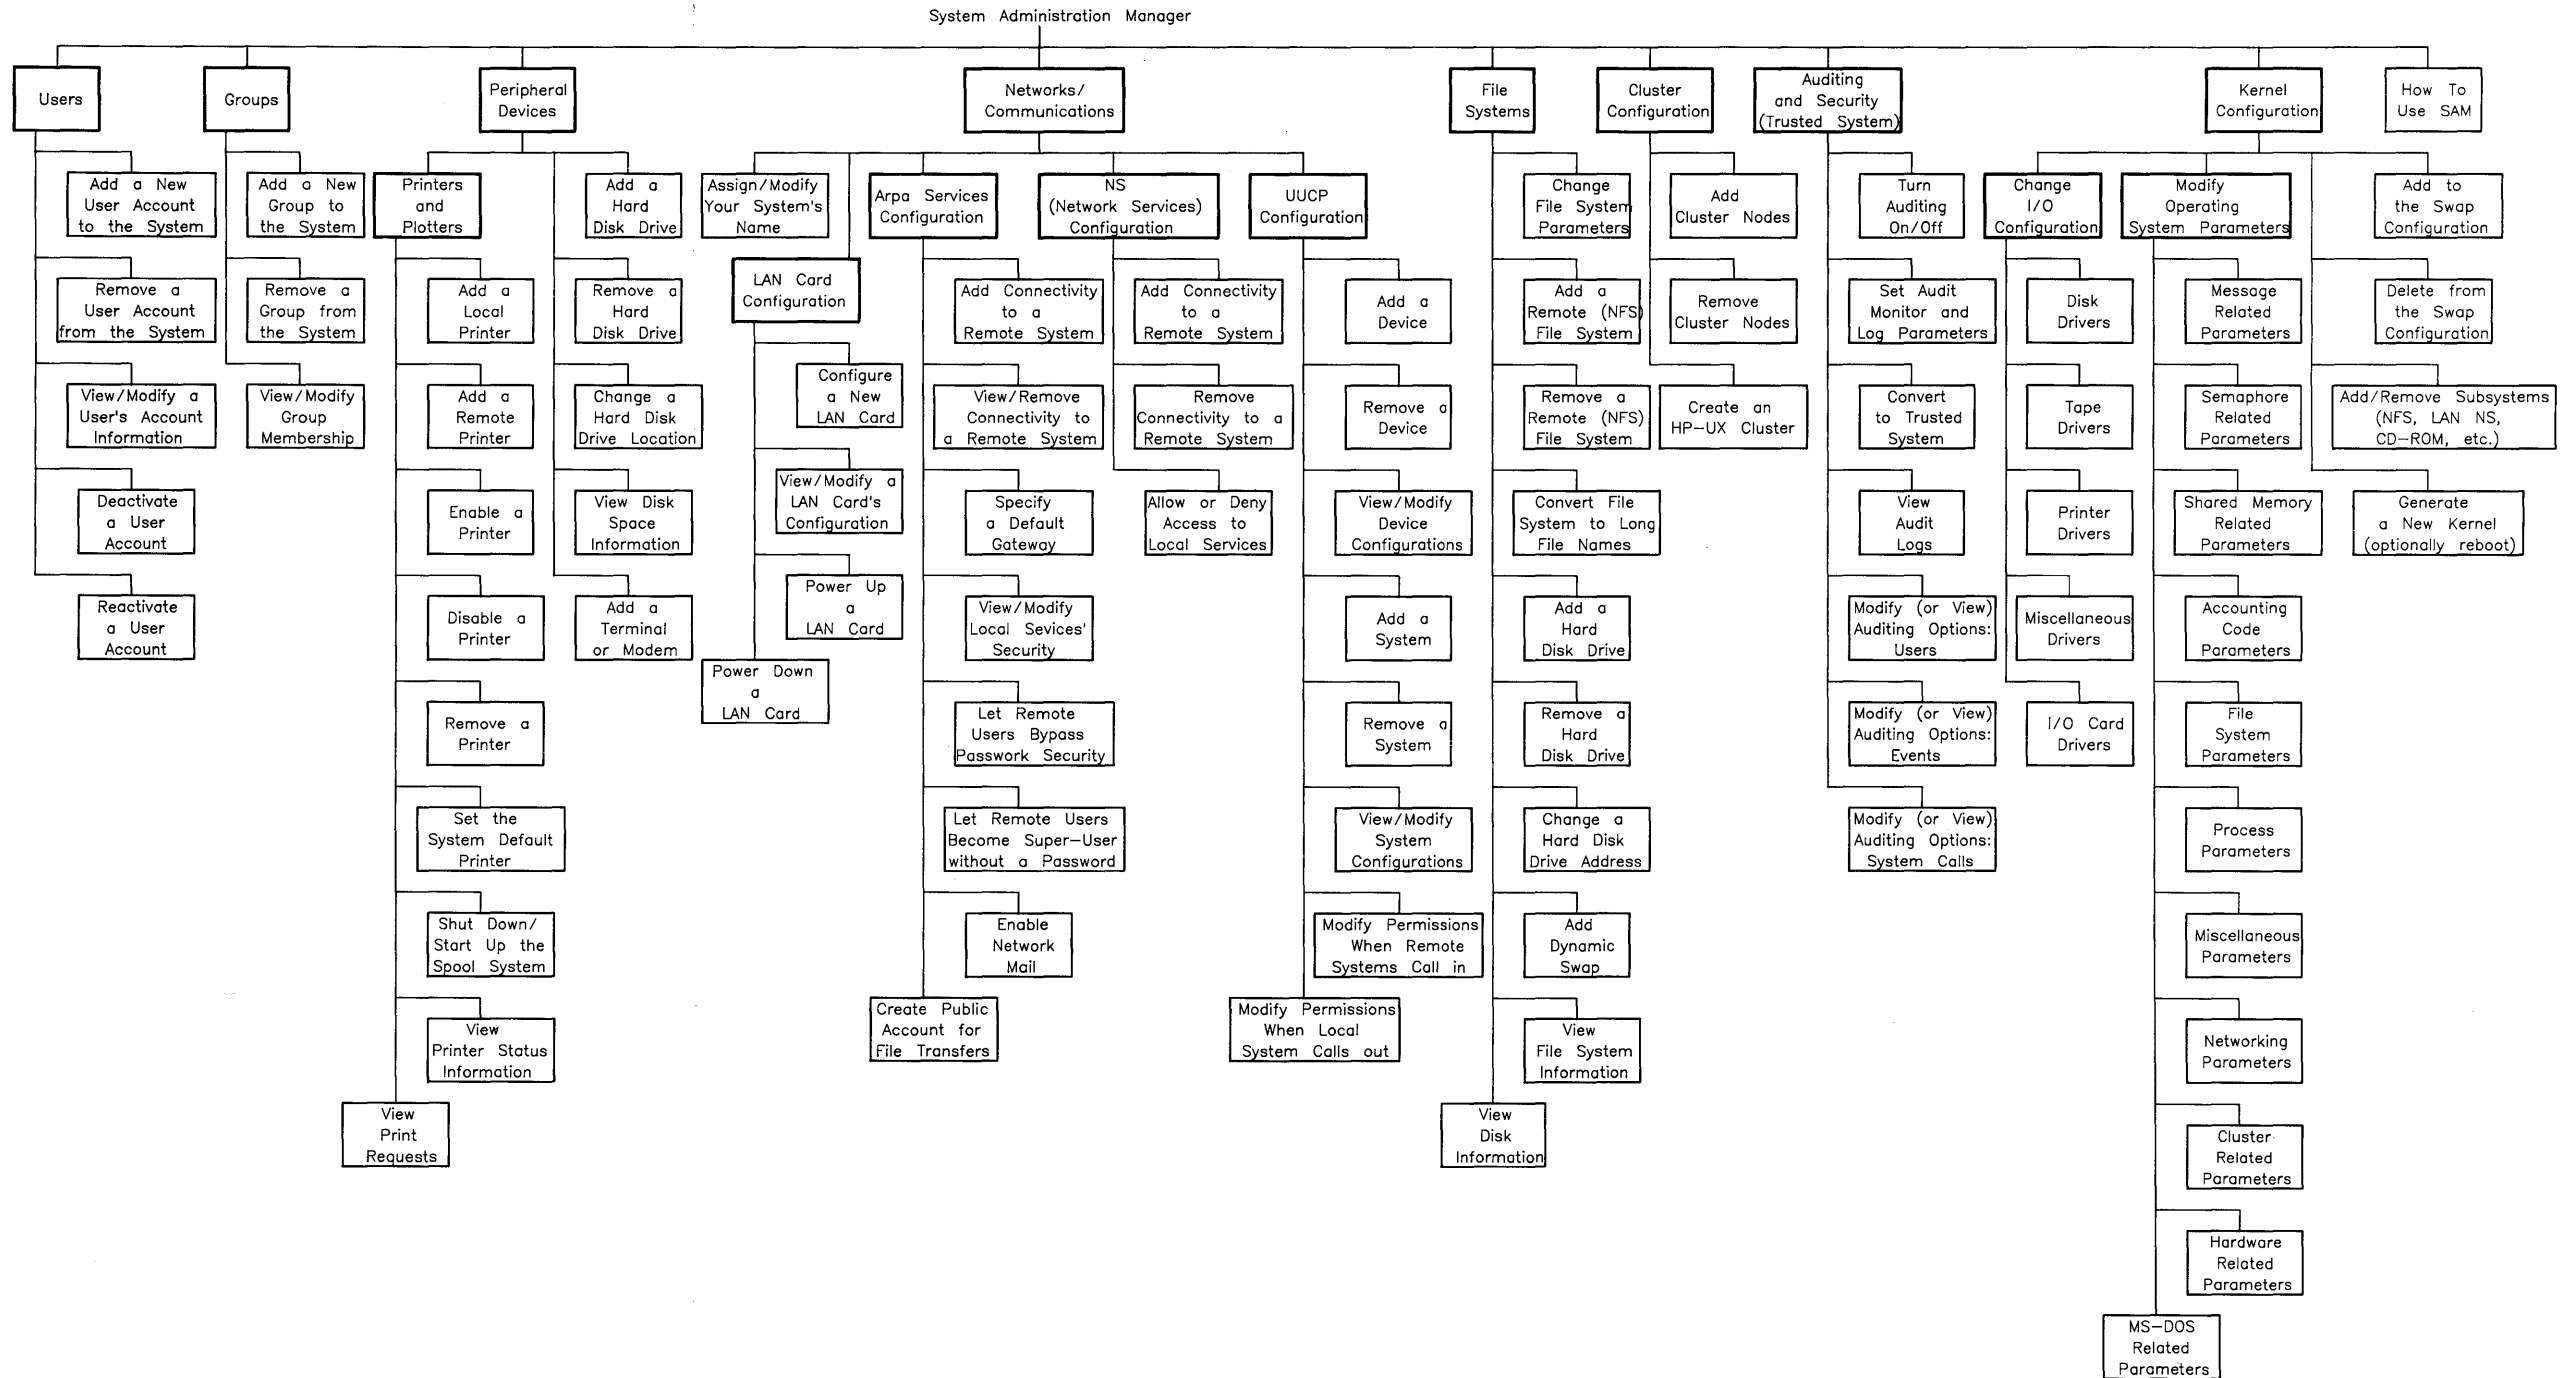 System Administration Manager
Users
Groups
Peripheral
Devices
Networks/
Communications
File
Systems
Cluster
Configuration
Auditing
and Security
(Trusted System)
Kernel
Configuration
How To
Use SAM
Add a New
User Account
to the System
Remove a
User Account
from the System
View/Modify a
User's Account
Information
Deactivate
a User
Account
Reactivate
a User
Account
Add a New
Group to
the System
Remove a
Group from
the System
View/Modify
Group
Membership
Printers
and
Plotters
Add a
Local
Printer
Add a
Remote
Printer
Enable a
Printer
Disable a
Printer
Remove a
Printer
Set the
System Default
Printer
Shut Down/
Start Up the
Spool System
View
Printer Status
Information
View
Print
Requests
Add a
Hard
Disk Drive
Remove a
Hard
Disk Drive
Change a
Hard Disk
Drive Location
View Disk
Space
Information
Add a
Terminal
or Modem
Assign/Modify
Your System's
Name
LAN Card
Configuration
Configure
a New
LAN Card
View/Modify a
LAN Card's
Configuration
Power Up
a
LAN Card
Power Down
a
LAN Card
Arpa Services
Configuration
Add Connectivity
to a
Remote System
View/Remove
Connectivity to
a Remote System
Specify
a Default
Gateway
View/Modify
Local Sevices'
Security
Let Remote
Users Bypass
Passwork Security
Let Remote Users
Become Super-User
without a Password
Enable
Network
Mail
Create Public
Account for
File Transfers
NS
(Network Services)
Configuration
Add Connectivity
to a
Remote System
Remove
Connectivity to a
Remote System
Allow or Deny
Access to
Local Services
UUCP
Configuration
Add a
Device
Remove a
Device
View/Modify
Device
Configurations
Add a
System
Remove a
System
View/Modify
System
Configurations
Modify Permissions
When Remote
Systems Call in
Modify Permissions
When Local
System Calls out
Change
File System
Parameters
Add a
Remote (NFS)
File System
Remove a
Remote (NFS)
File System
Convert File
System to Long
File Names
Add a
Hard
Disk Drive
Remove a
Hard
Disk Drive
Change a
Hard Disk
Drive Address
Add
Dynamic
Swap
View
File System
Information
View
Disk
Information
Add
Cluster Nodes
Remove
Cluster Nodes
Create an
HP-UX Cluster
Turn
Auditing
On/Off
Set Audit
Monitor and
Log Parameters
Convert
to Trusted
System
View
Audit
Logs
Modify (or View)
Auditing Options:
Users
Modify (or View)
Auditing Options:
Events
Modify (or View)
Auditing Options:
System Calls
Change
I/O
Configuration
Disk
Drivers
Tape
Drivers
Printer
Drivers
Miscellaneous
Drivers
I/O Card
Drivers
Modify
Operating
System Parameters
Message
Related
Parameters
Semaphore
Related
Parameters
Shared Memory
Related
Parameters
Accounting
Code
Parameters
File
System
Parameters
Process
Parameters
Miscellaneous
Parameters
Networking
Parameters
Cluster
Related
Parameters
Hardware
Related
Parameters
MS-DOS
Related
Parameters
Add to
the Swap
Configuration
Delete from
the Swap
Configuration
Add/Remove Subsystems
(NFS, LAN NS,
CD-ROM, etc.)
Generate
a New Kernel
(optionally reboot)